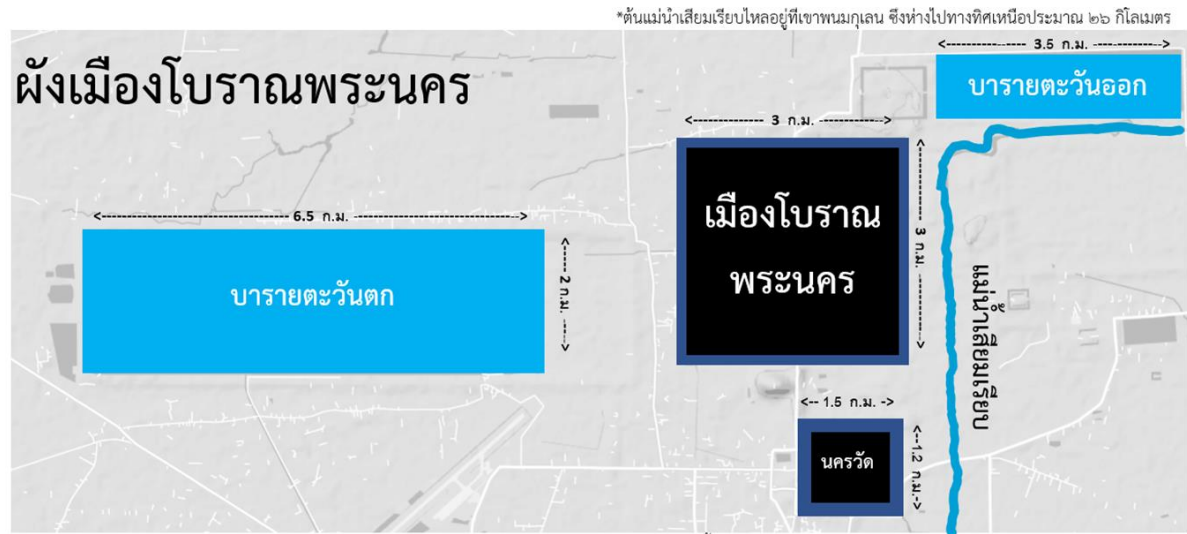 *ต้นแม่น้ำเสียมเรียบไหลอยู่ที่เขาพนมกุเลน ซึ่งห่างไปทางทิศเหนือประมาณ ๒๖ กิโลเมตร
ผังเมืองโบราณพระนคร
<--------------- 3.5 ก.ม. ------------->
บารายตะวันออก
<-------------- 3 ก.ม. ------------->
เมืองโบราณ
พระนคร
<---------- 3 ก.ม. ---------->
แม่น้ำเสียมเรียบ
<----------------------------------- 6.5 ก.ม. ------------------------------->
บารายตะวันตก
<----- 2 ก.ม. ----->
<-- 1.5 ก.ม. ->
นครวัด
<--1.2 ก.ม.->